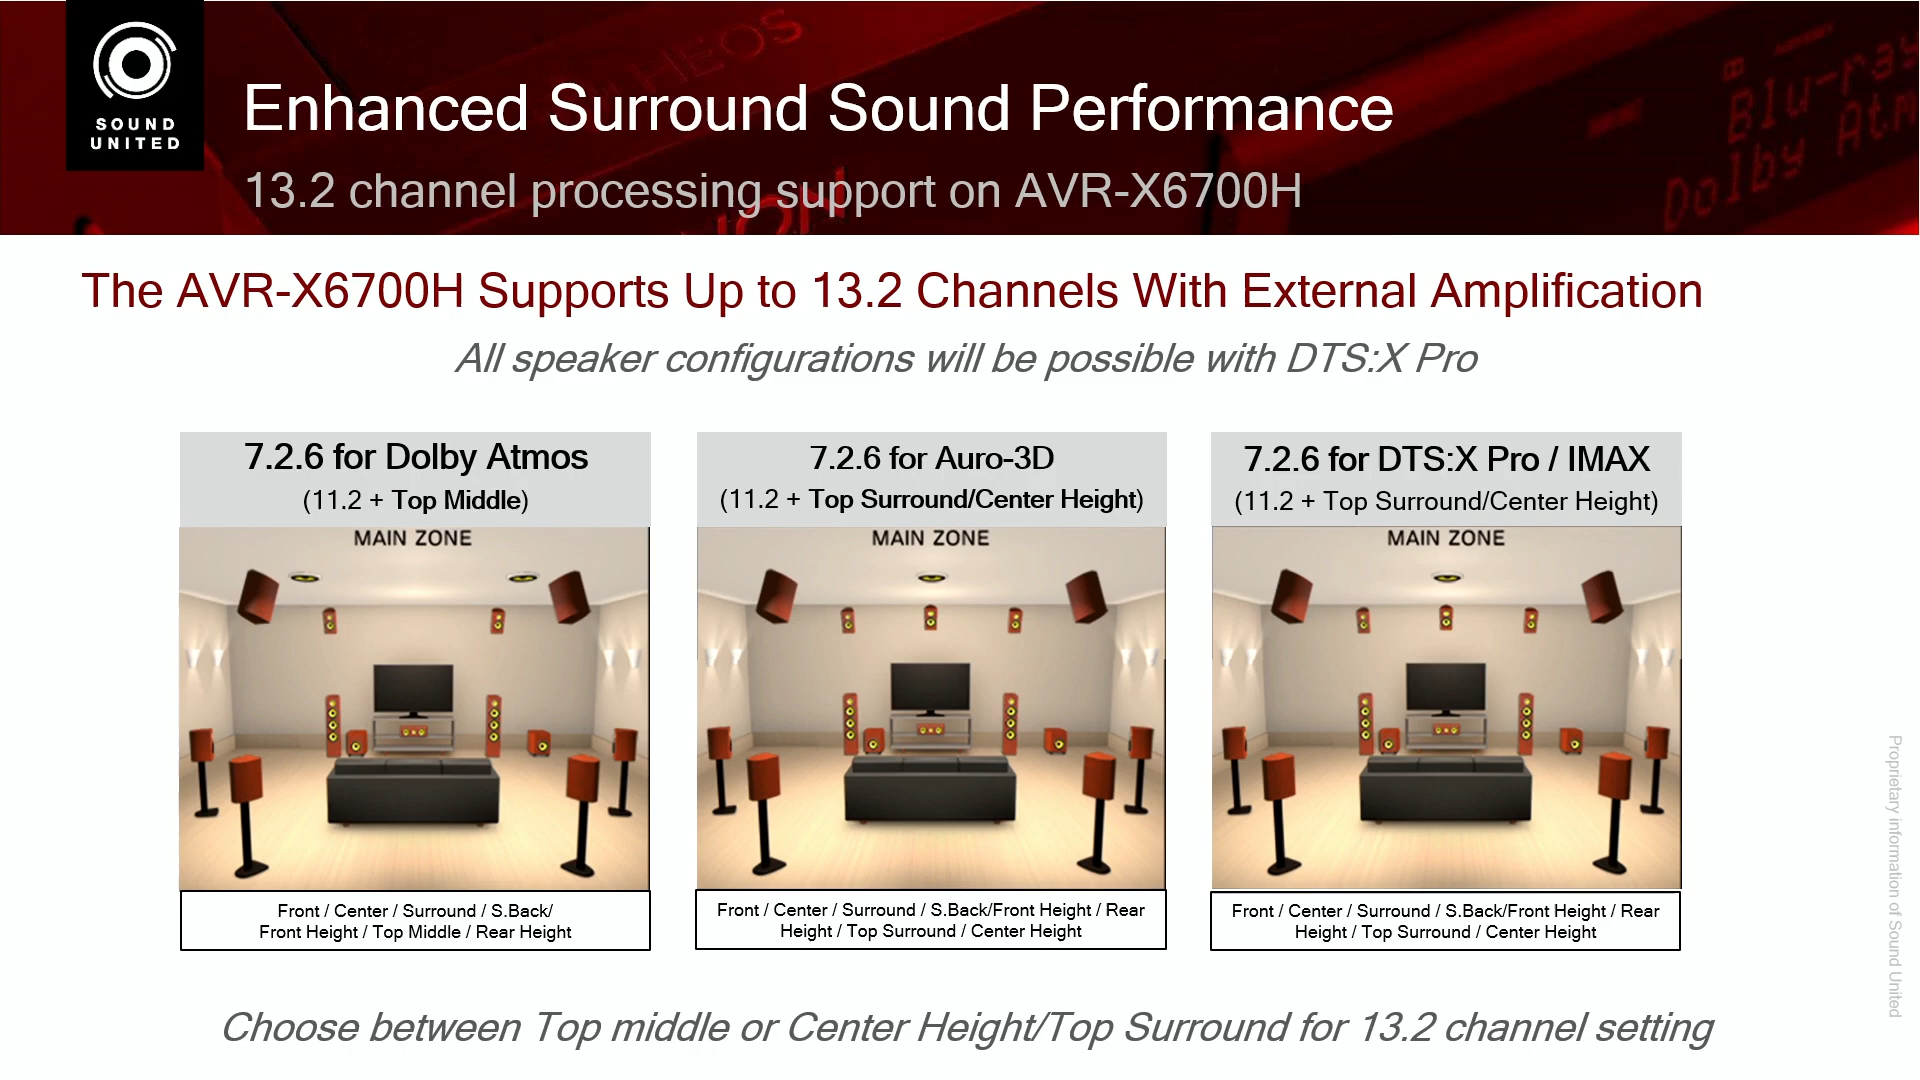 SOUND
UNITED
HEOS
Blu-ray
Dolby Atm
Enhanced Surround Sound Performance
13.2 channel processing support on AVR-X6700H
The AVR-X6700H Supports Up to 13.2 Channels With External Amplification
All speaker configurations will be possible with DTS:X Pro
7.2.6 for Dolby Atmos
(11.2 + Top Middle)
MAIN ZONE
Front / Center / Surround / S.Back/
Front Height / Top Middle / Rear Height
7.2.6 for Auro-3D
(11.2 + Top Surround/Center Height)
MAIN ZONE
Front / Center / Surround / S.Back/Front Height / Rear
Height / Top Surround / Center Height
7.2.6 for DTS:X Pro / IMAX
(11.2 + Top Surround/Center Height)
MAIN ZONE
Front / Center / Surround / S.Back/Front Height / Rear
Height / Top Surround / Center Height
Choose between Top middle or Center Height/Top Surround for 13.2 channel setting
Proprietary information of Sound United